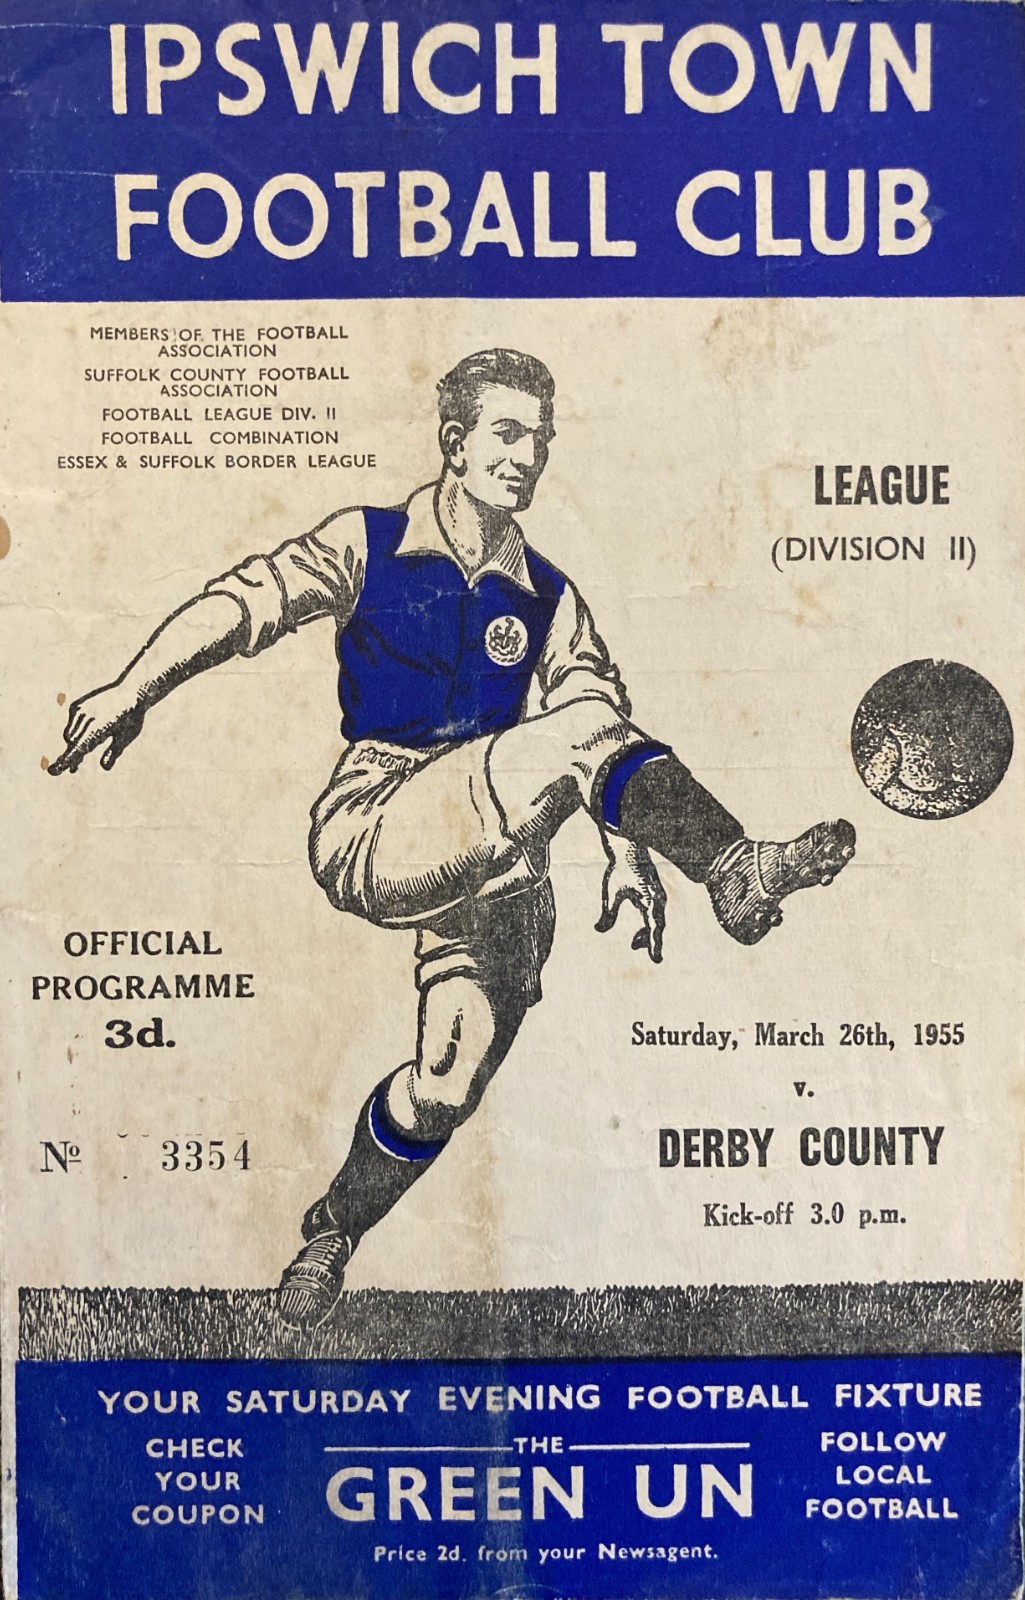 IPSWICH TOWN
FOOTBALL CLUB
MEMBERS OF THE FOOTBALL
ASSOCIATION
SUFFOLK COUNTY FOOTBALL
ASSOCIATION
FOOTBALL LEAGUE DIV. II
FOOTBALL COMBINATION
ESSEX & SUFFOLK BORDER LEAGUE
LEAGUE
(DIVISION II)
OFFICIAL
PROGRAMME
3d.
Nº 3354
Saturday, March 26th, 1955
v.
DERBY COUNTY
Kick-off 3.0 p.m.
YOUR SATURDAY EVENING FOOTBALL FIXTURE
CHECK
YOUR
COUPON
THE
GREEN UN
Price 2d. from your Newsagent.
FOLLOW
LOCAL
FOOTBALL